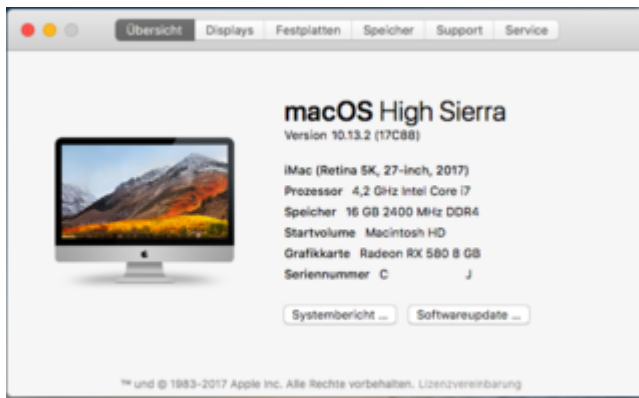 Übersicht Displays Festplatten Speicher Support Service
macOS High Sierra
Version 10.13.2 (17C88)
iMac (Retina 5K, 27-inch, 2017)
Prozessor 4,2 GHz Intel Core i7
Speicher 16 GB 2400 MHz DDR4
Startvolume Macintosh HD
Grafikkarte Radeon RX 580 8 GB
Seriennummer C J
Systembericht ... Softwareupdate ...
™ und © 1983-2017 Apple Inc. Alle Rechte vorbehalten. Lizenzvereinbarung